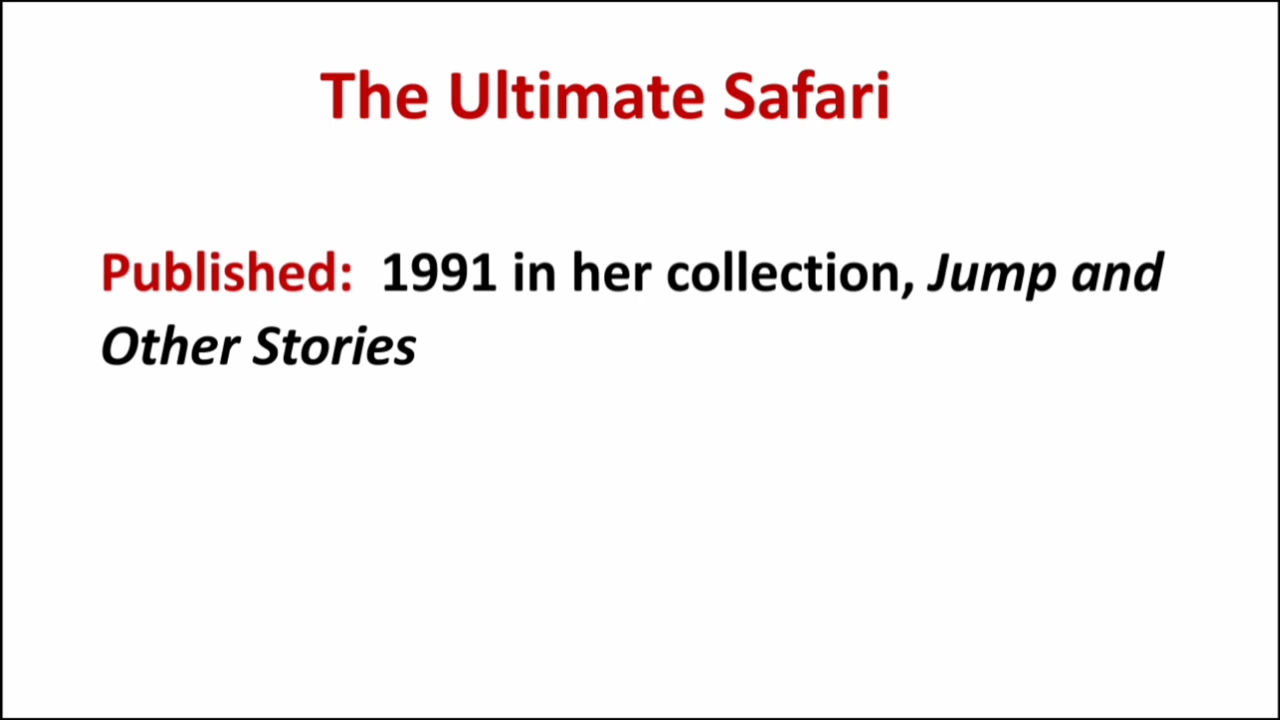 The Ultimate Safari
Published: 1991 in her collection, Jump and
Other Stories